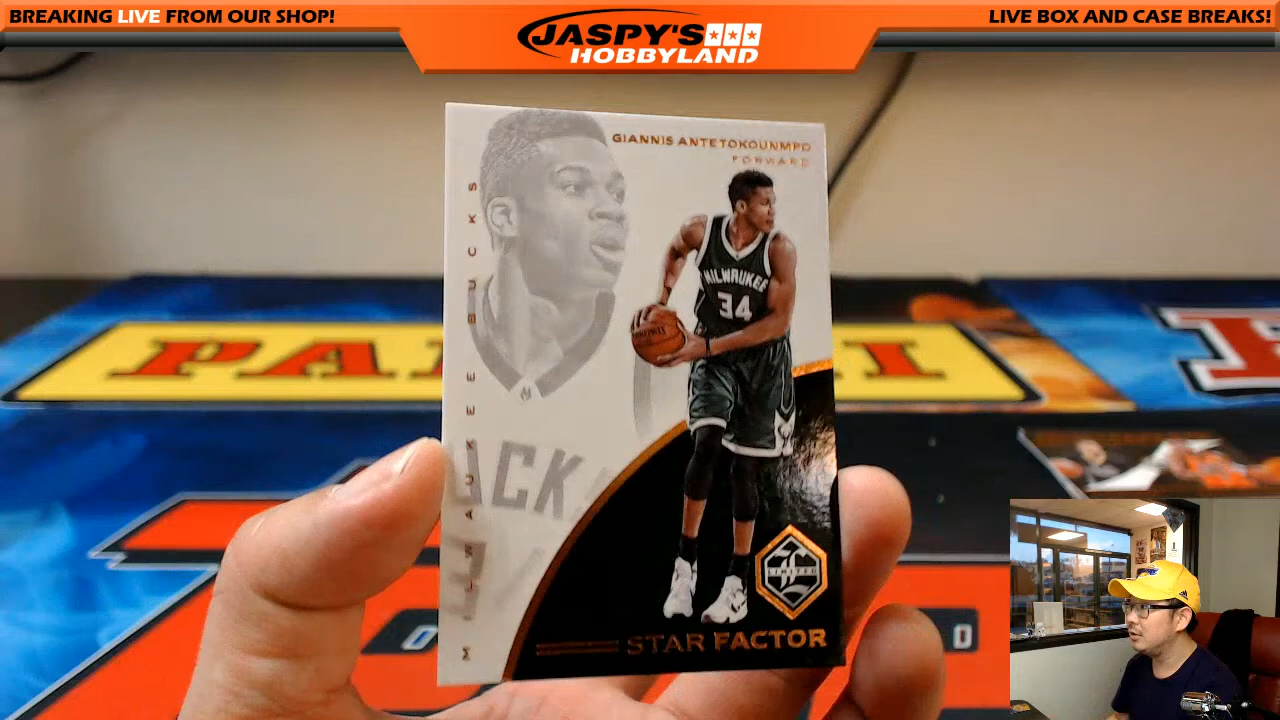 BREAKING LIVE FROM OUR SHOP!
JASPY'S
HOBBYLAND
LIVE BOX AND CASE BREAKS!
GIANNIS ANTETOKOUNMPO
FORWARD
MILWAUKEE BUCKS
MILWAUKEE
34
UCK
LIMITED
STAR FACTOR
PANINI